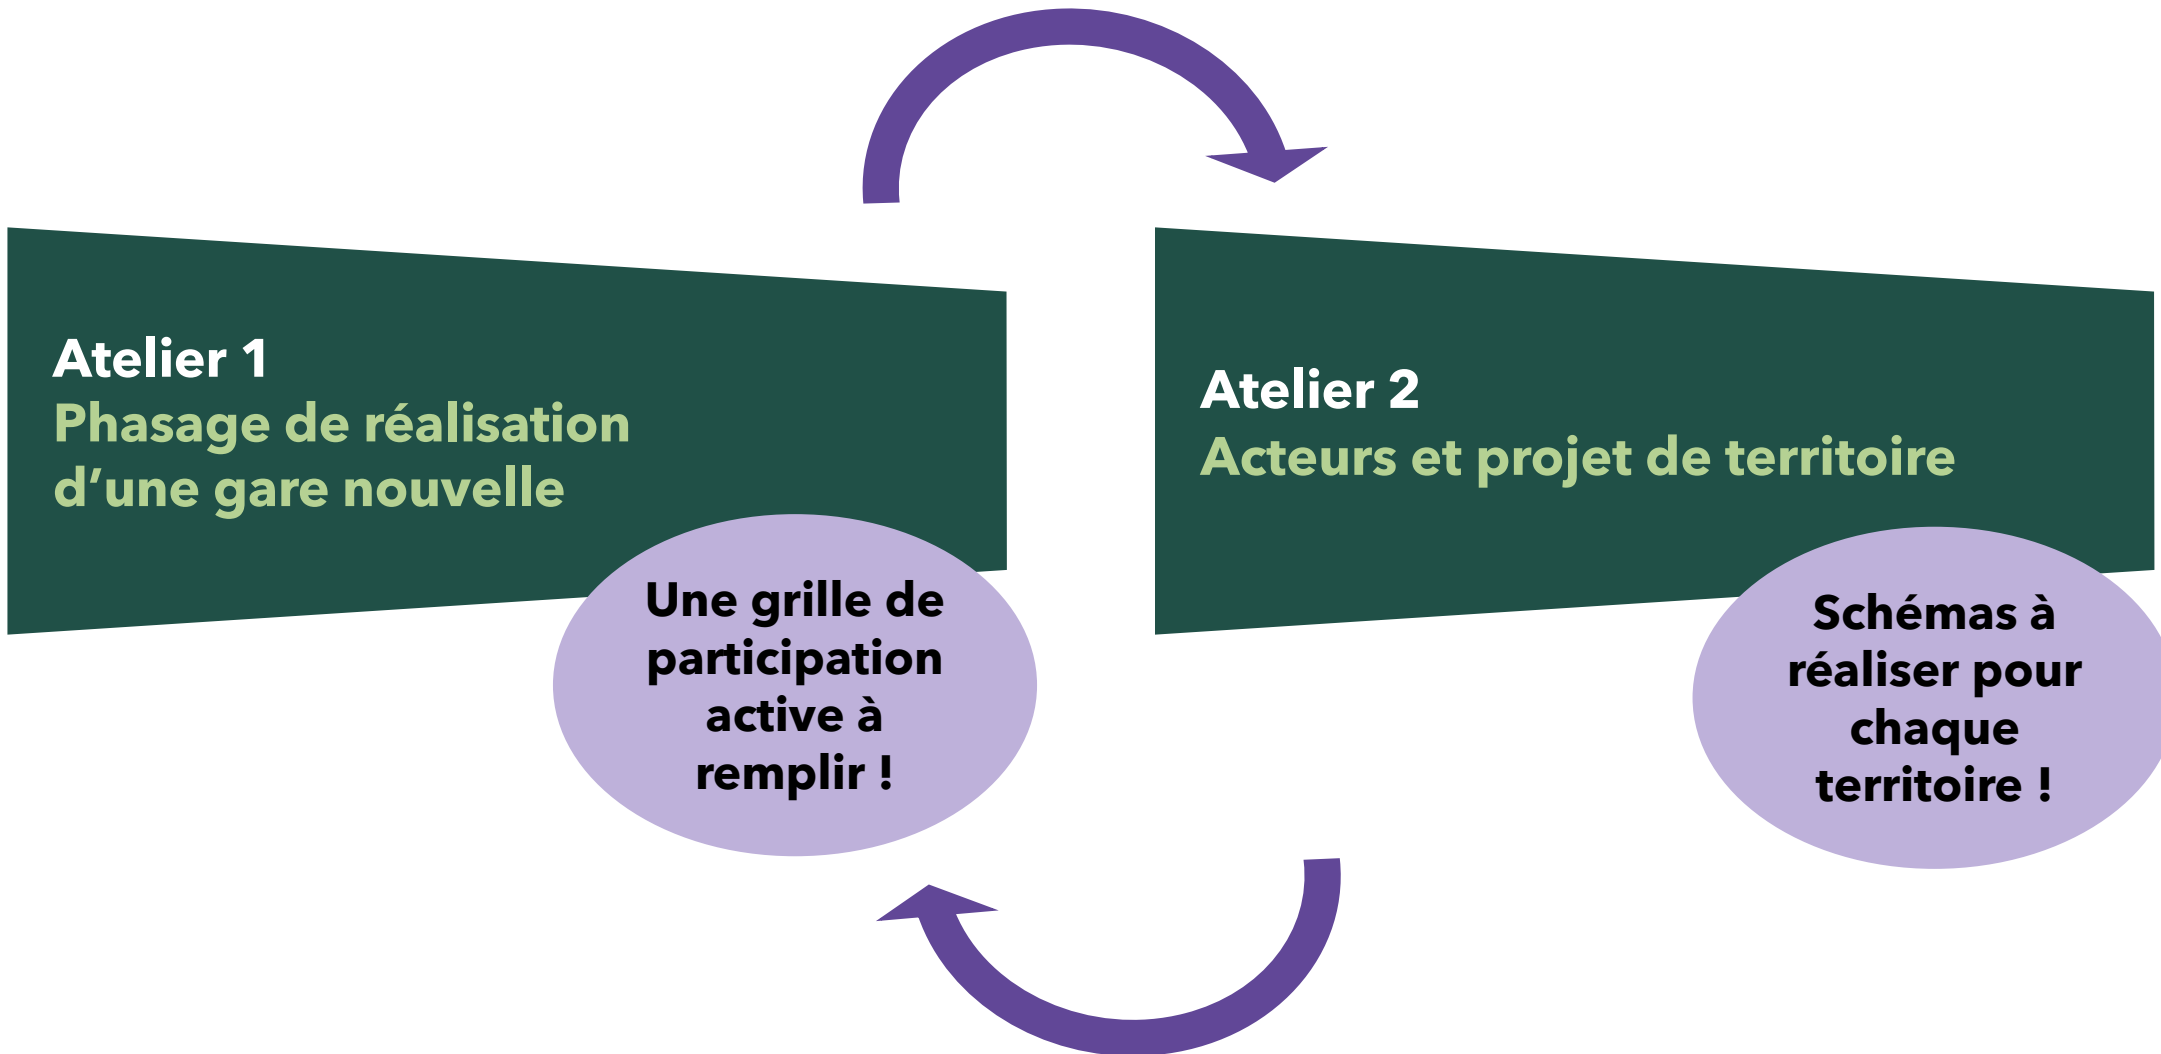 Atelier 1
Phasage de réalisation
d’une gare nouvelle
Une grille de
participation
active à
remplir !
Atelier 2
Acteurs et projet de territoire
Schémas à
réaliser pour
chaque
territoire !